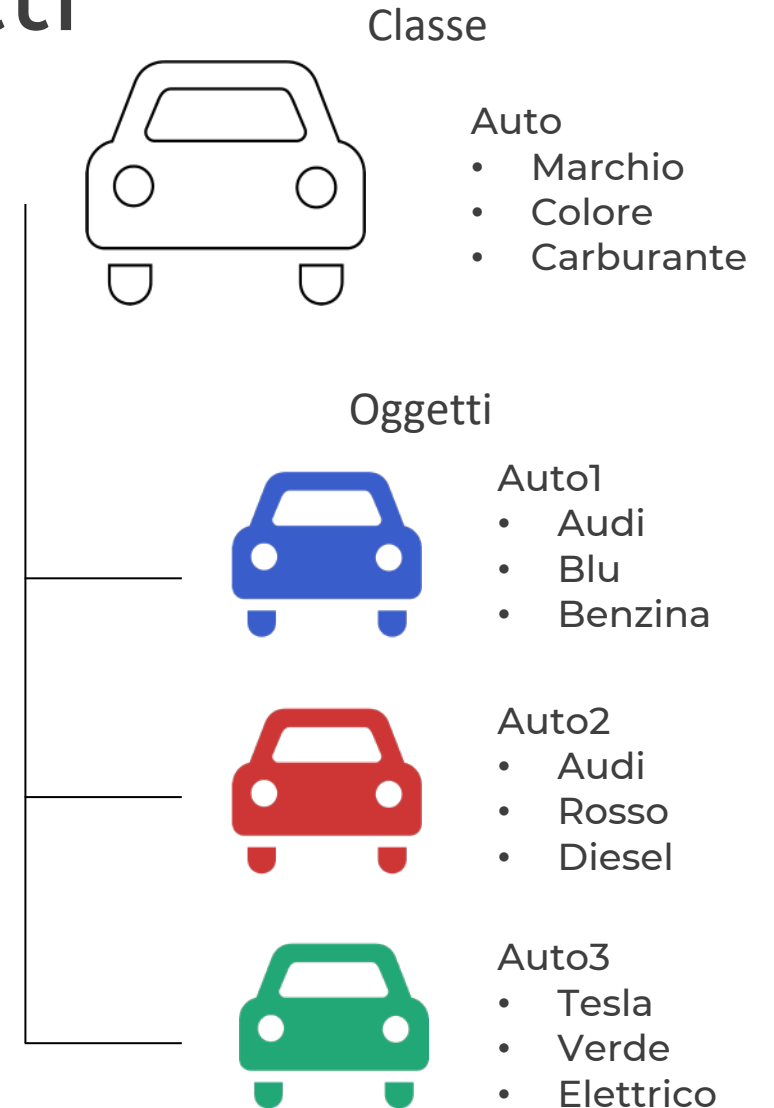 Classe
Auto
• Marchio
• Colore
• Carburante
Oggetti
Auto1
• Audi
• Blu
• Benzina
Auto2
• Audi
• Rosso
• Diesel
Auto3
• Tesla
• Verde
• Elettrico